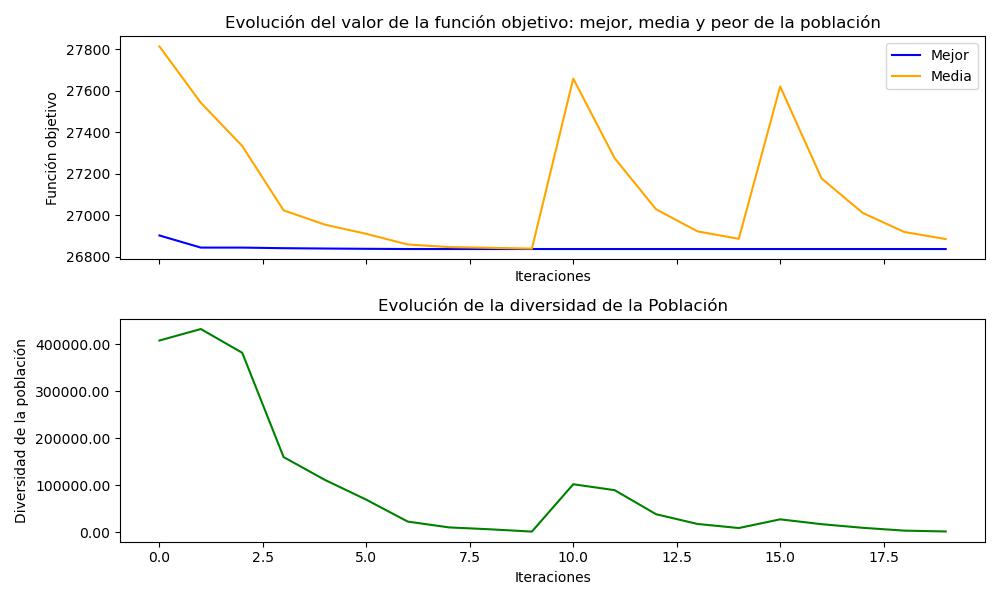 Evolución del valor de la función objetivo: mejor, media y peor de la población
Función objetivo
27800
27600
27400
27200
27000
26800
Mejor
Media
Iteraciones
Evolución de la diversidad de la Población
Diversidad de la población
400000.00
300000.00
200000.00
100000.00
0.00
0.0 2.5 5.0 7.5 10.0 12.5 15.0 17.5
Iteraciones